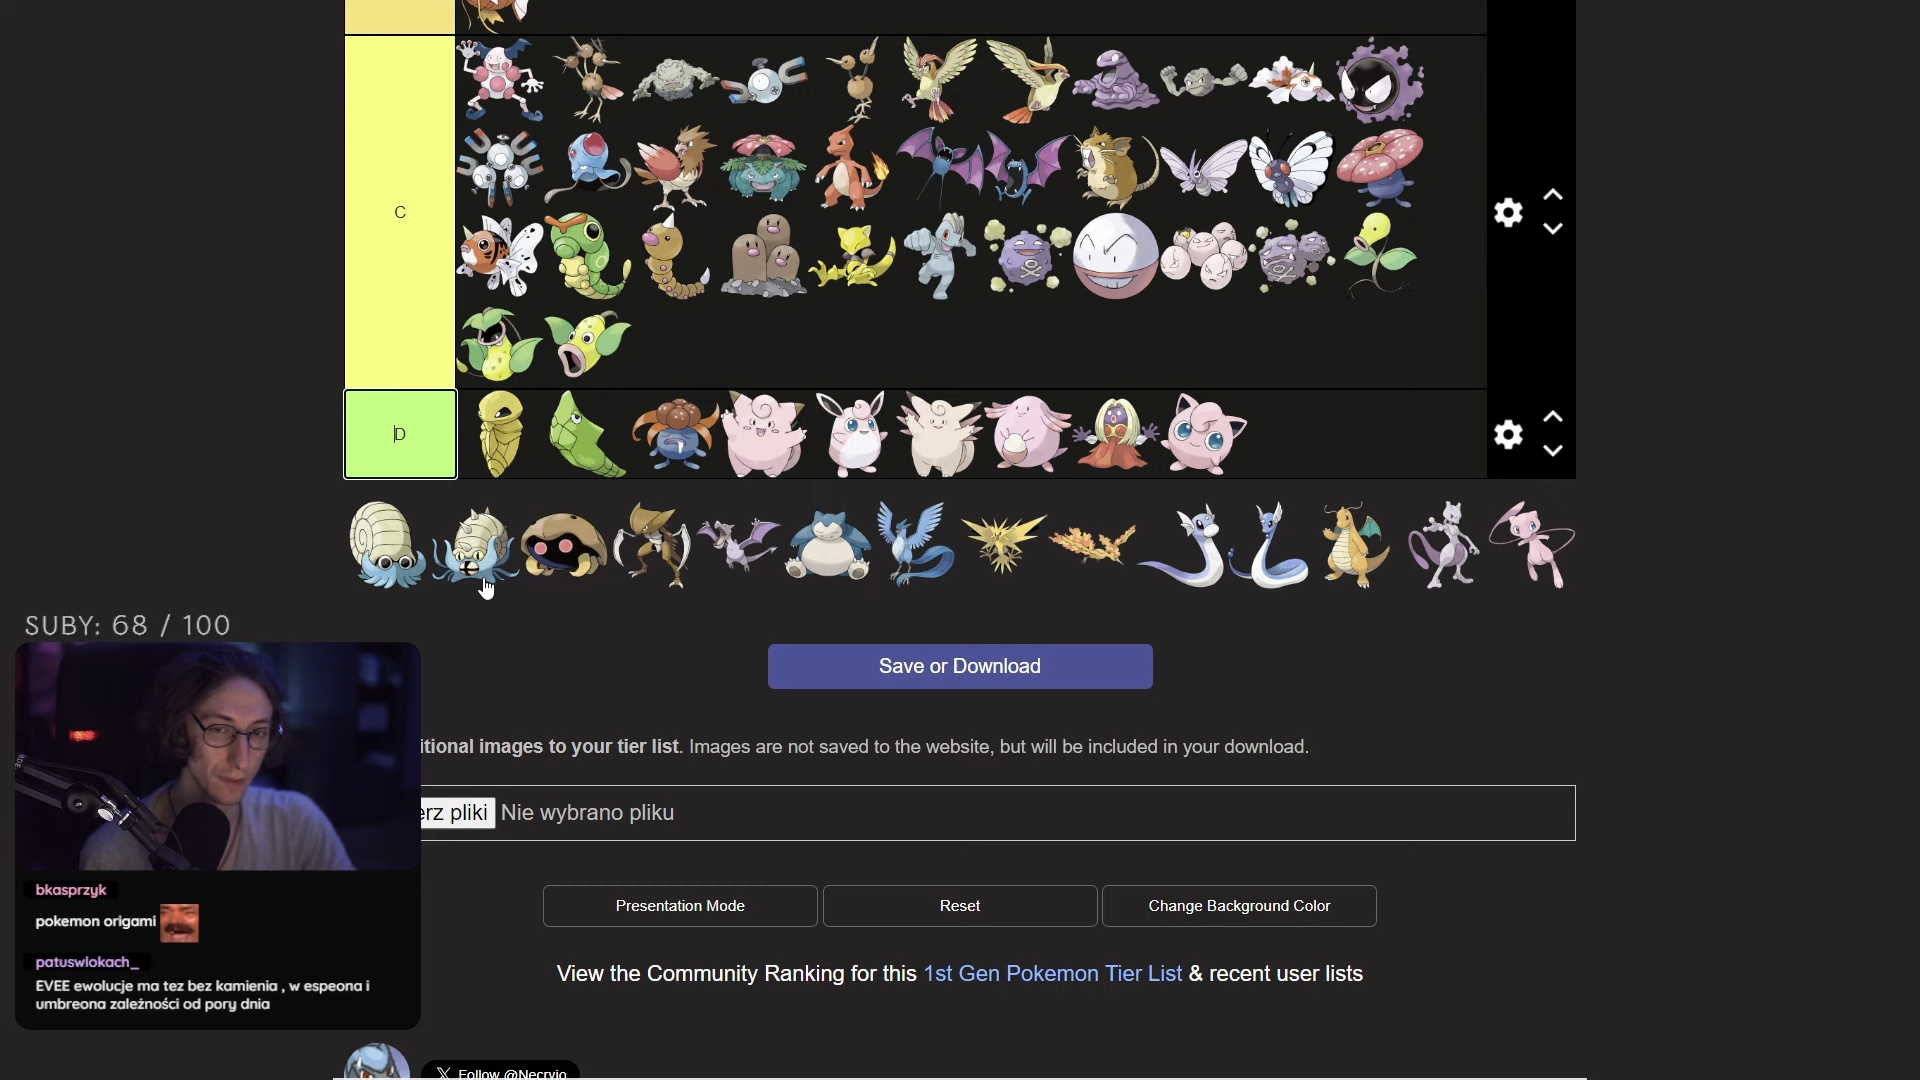 C
D
SUBY: 68 / 100
Save or Download
itional images to your tier list. Images are not saved to the website, but will be included in your download.
erz pliki Nie wybrano pliku
Presentation Mode
Reset
Change Background Color
bkasprzyk
pokemon origami
patuswlokach_
EVEE ewolucje ma tez bez kamienia , w espeona i
umbreona zależności od pory dnia
View the Community Ranking for this 1st Gen Pokemon Tier List & recent user lists
Follow @Necryio